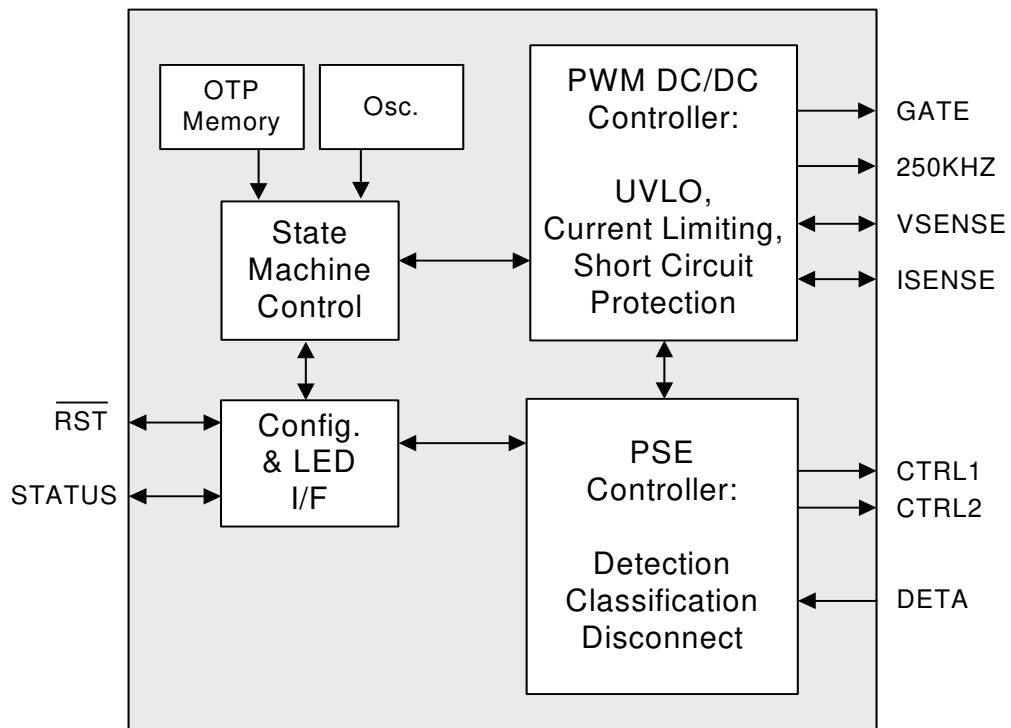 OTP
Memory
Osc.
State
Machine
Control
PWM DC/DC
Controller:
UVLO,
Current Limiting,
Short Circuit
Protection
GATE
250KHZ
VSENSE
ISENSE
RST
STATUS
Config.
& LED
I/F
PSE
Controller:
Detection
Classification
Disconnect
CTRL1
CTRL2
DETA